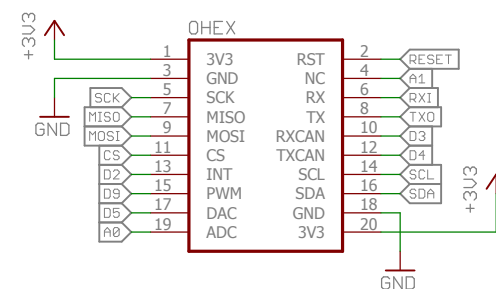 OHEX
+3V3
1 3V3 RST 2 RESET
3 GND NC 4 A1
SCK 5 SCK RX 6 RXI
MISO 7 MISO TX 8 TXO
MOSI 9 MOSI RXCAN 10 D3
CS 11 CS TXCAN 12 D4
D2 13 INT SCL 14 SCL
D9 15 PWM SDA 16 SDA
D5 17 DAC GND 18
A0 19 ADC 3V3 20
GND
+3V3
GND